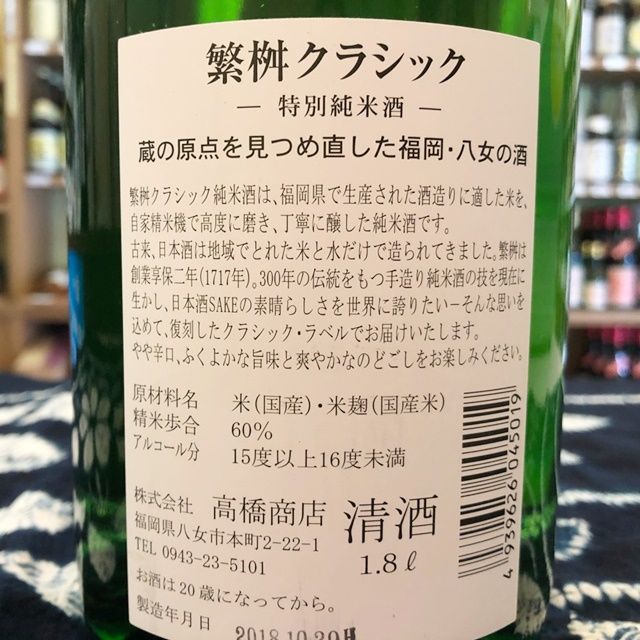 繁桝クラシック
― 特別純米酒 ―
蔵の原点を見つめ直した福岡・八女の酒
繁桝クラシック純米酒は、福岡県で生産された酒造りに適した米を、
自家精米機で高度に磨き、丁寧に醸した純米酒です。
古来、日本酒は地域でとれた米と水だけで造られてきました。繁桝は
創業享保二年(1717年)。300年の伝統をもつ手造り純米酒の技を現在に
生かし、日本酒SAKEの素晴らしさを世界に誇りたい−そんな思いを
込めて、復刻したクラシック・ラベルでお届けいたします。
やや辛口、ふくよかな旨味と爽やかなのどごしをお楽しみください。
原材料名 米(国産)・米麹(国産米)
精米歩合 60%
アルコール分 15度以上16度未満
株式会社 高橋商店
福岡県八女市本町2-22-1
TEL 0943-23-5101
清酒
1.8ℓ
お酒は20歳になってから。
製造年月日 2018.10.29
4 939626 045019